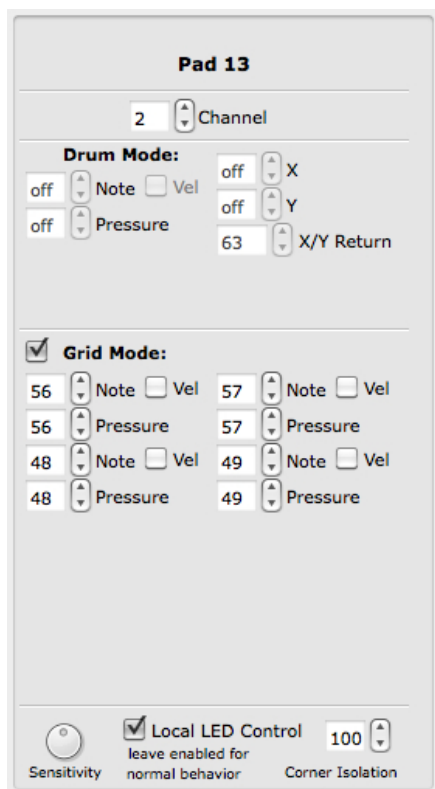 Pad 13
2 Channel
Drum Mode:
off Note Vel
off Pressure
off X
off Y
63 X/Y Return
Grid Mode:
56 Note Vel 57 Note Vel
56 Pressure 57 Pressure
48 Note Vel 49 Note Vel
48 Pressure 49 Pressure
Sensitivity
Local LED Control
leave enabled for
normal behavior
100
Corner Isolation